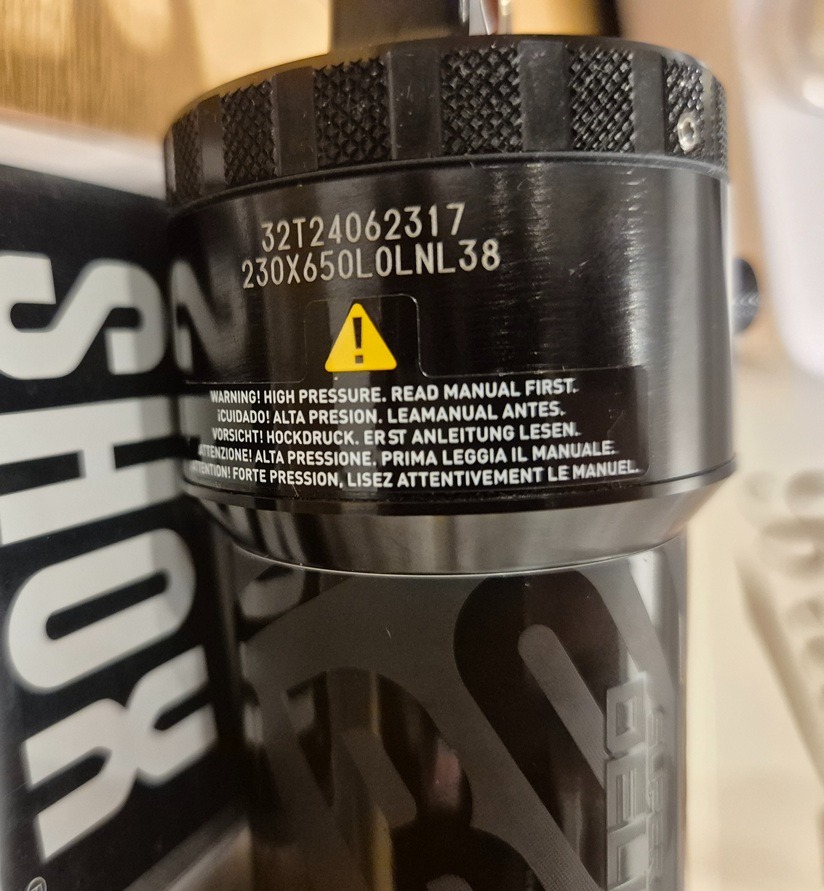 32T24062317
230X650L0LNL38
WARNING! HIGH PRESSURE. READ MANUAL FIRST.
¡CUIDADO! ALTA PRESION. LEAMANUAL ANTES.
VORSICHT! HOCKDRUCK. ERST ANLEITUNG LESEN.
ATTENZIONE! ALTA PRESSIONE. PRIMA LEGGIA IL MANUALE.
ATTENTION! FORTE PRESSION, LISEZ ATTENTIVEMENT LE MANUEL.
SHOX